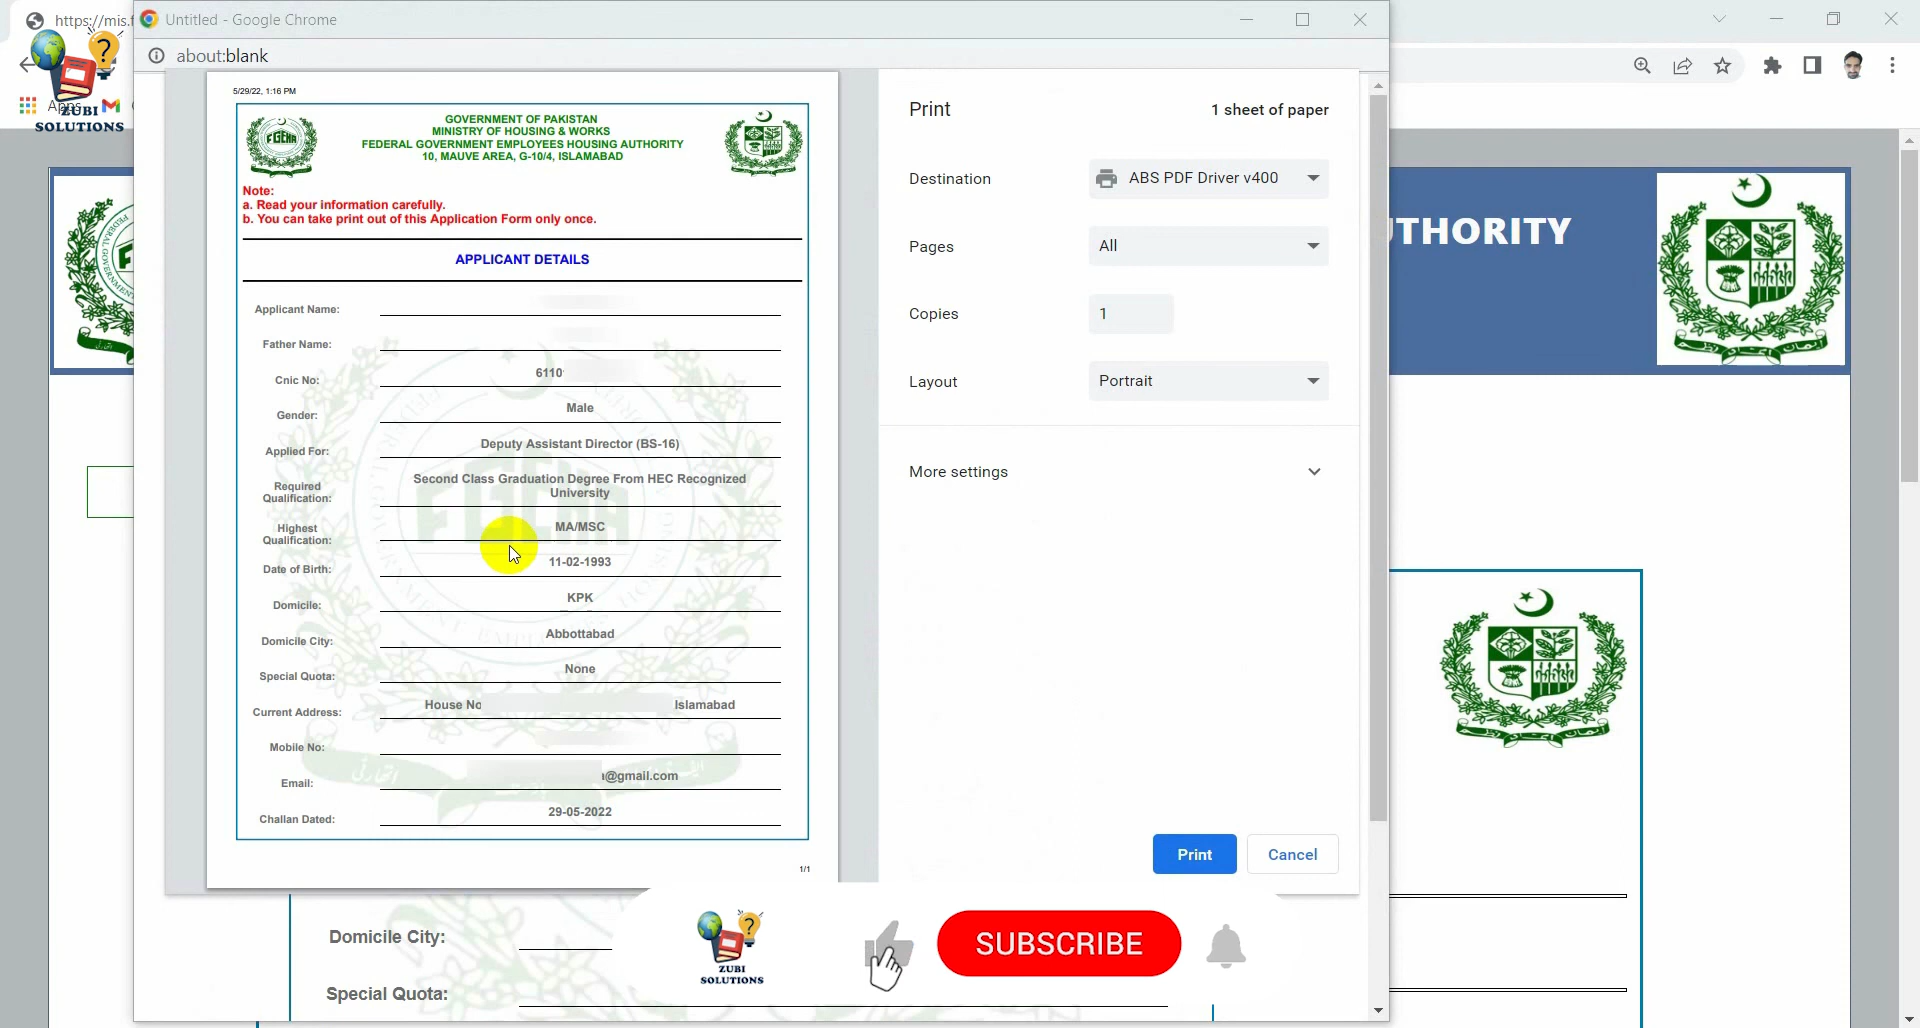 https://mis.f
Untitled - Google Chrome
about:blank
Apps
ZUBI
SOLUTIONS
5/29/22, 1:16 PM
FGEHA
GOVERNMENT OF PAKISTAN
MINISTRY OF HOUSING & WORKS
FEDERAL GOVERNMENT EMPLOYEES HOUSING AUTHORITY
10, MAUVE AREA, G-10/4, ISLAMABAD
Note:
a. Read your information carefully.
b. You can take print out of this Application Form only once.
APPLICANT DETAILS
Applicant Name:
Father Name:
Cnic No: 6110
Gender: Male
Applied For: Deputy Assistant Director (BS-16)
Required Qualification: Second Class Graduation Degree From HEC Recognized
University
Highest Qualification: MA/MSC
Date of Birth: 11-02-1993
Domicile: KPK
Domicile City: Abbottabad
Special Quota: None
Current Address: House No Islamabad
Mobile No:
Email: @gmail.com
Challan Dated: 29-05-2022
1/1
Print
1 sheet of paper
Destination ABS PDF Driver v400
Pages All
Copies 1
Layout Portrait
More settings
Print Cancel
THORITY
Domicile City:
Special Quota:
ZUBI
SOLUTIONS
SUBSCRIBE